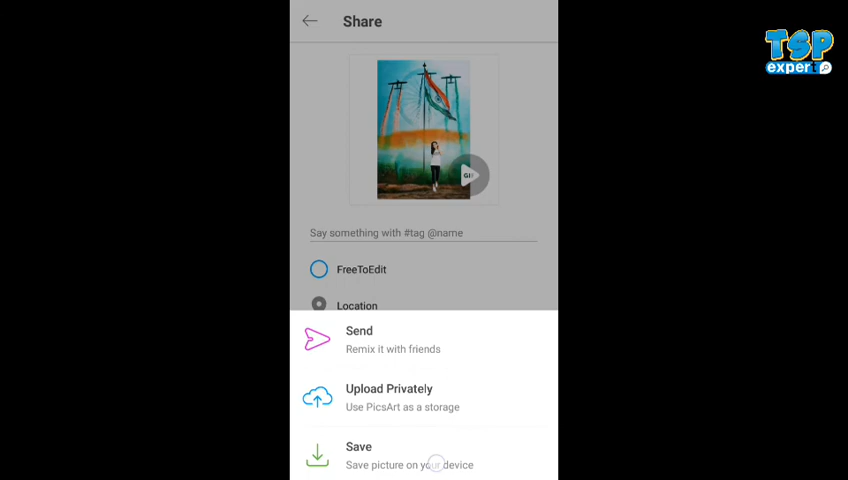 Share
TSP
expert
GIF
Say something with #tag @name
FreeToEdit
Location
Send
Remix it with friends
Upload Privately
Use PicsArt as a storage
Save
Save picture on your device